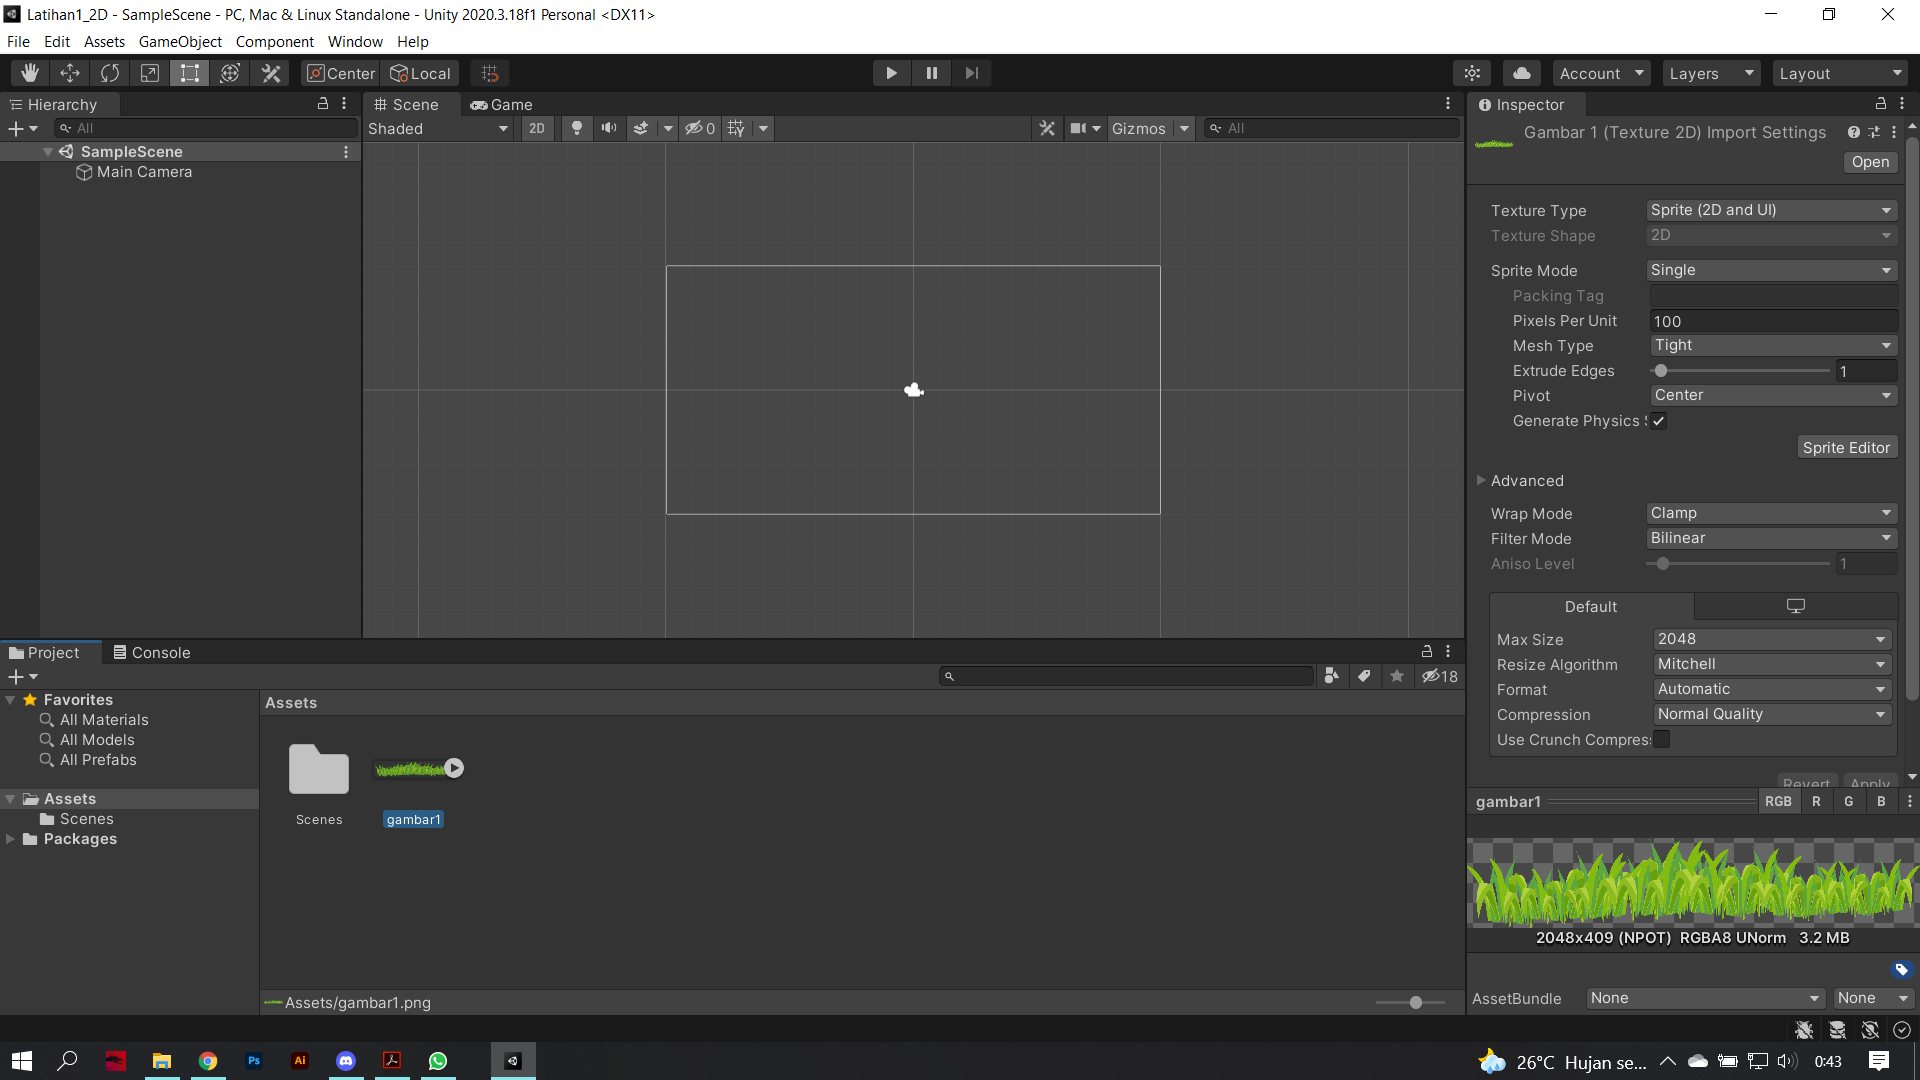 Latihan1_2D - SampleScene - PC, Mac & Linux Standalone - Unity 2020.3.18f1 Personal <DX11>
File Edit Assets GameObject Component Window Help
Center Local Account Layers Layout
Hierarchy
All
SampleScene
Main Camera
Scene Game
Shaded 2D 0 Gizmos All
Inspector
Gambar 1 (Texture 2D) Import Settings
Open
Texture Type Sprite (2D and UI)
Texture Shape 2D
Sprite Mode Single
Packing Tag
Pixels Per Unit 100
Mesh Type Tight
Extrude Edges 1
Pivot Center
Generate Physics S
Sprite Editor
Advanced
Wrap Mode Clamp
Filter Mode Bilinear
Aniso Level 1
Default
Max Size 2048
Resize Algorithm Mitchell
Format Automatic
Compression Normal Quality
Use Crunch Compres
Revert Apply
gambar1 RGB R G B
2048x409 (NPOT) RGBA8 UNorm 3.2 MB
AssetBundle None None
Project Console
18
Favorites
All Materials
All Models
All Prefabs
Assets
Scenes
Packages
Assets
Scenes
gambar1
Assets/gambar1.png
Ps Ai
26°C Hujan se... 0:43